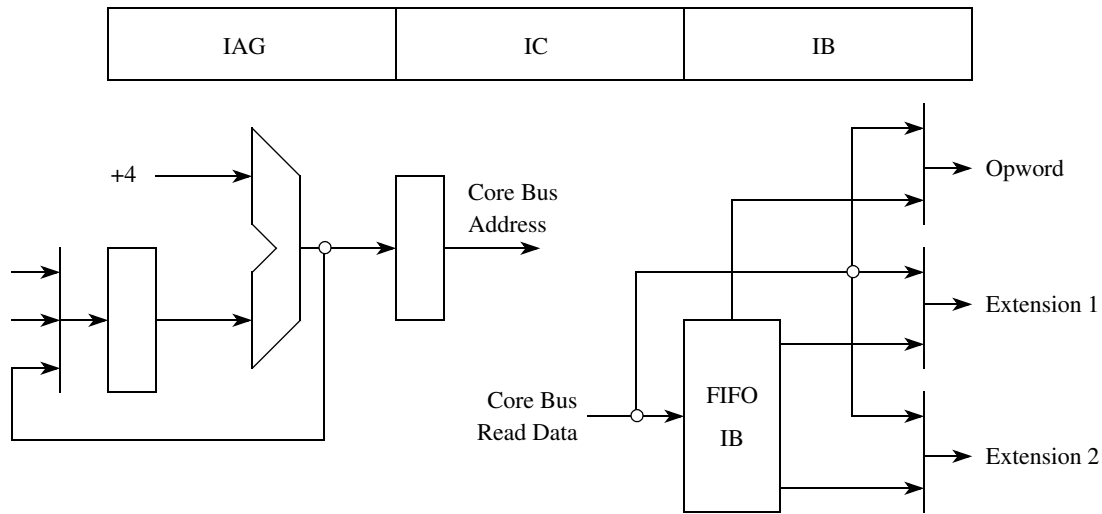 IAG
IC
IB
+4
Core Bus
Address
Opword
Extension 1
Core Bus
Read Data
FIFO
IB
Extension 2